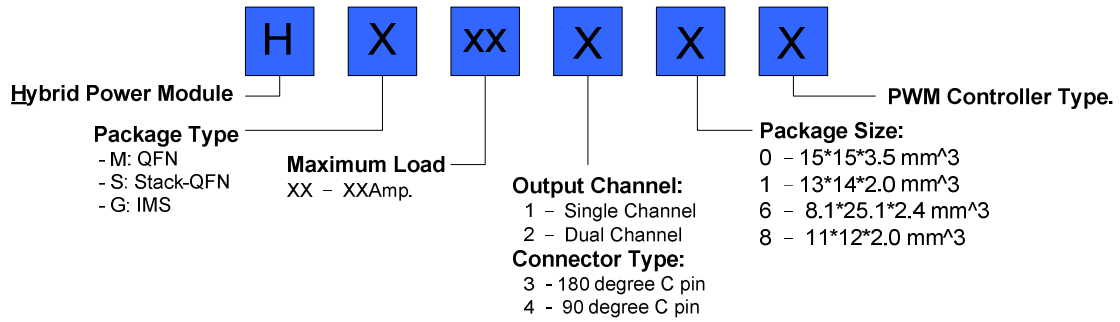 H X XX X X X
Hybrid Power Module
PWM Controller Type.
Package Type
- M: QFN
- S: Stack-QFN
- G: IMS
Maximum Load
XX – XXAmp.
Output Channel:
1 – Single Channel
2 – Dual Channel
Connector Type:
3 - 180 degree C pin
4 - 90 degree C pin
Package Size:
0 – 15*15*3.5 mm^3
1 – 13*14*2.0 mm^3
6 – 8.1*25.1*2.4 mm^3
8 – 11*12*2.0 mm^3